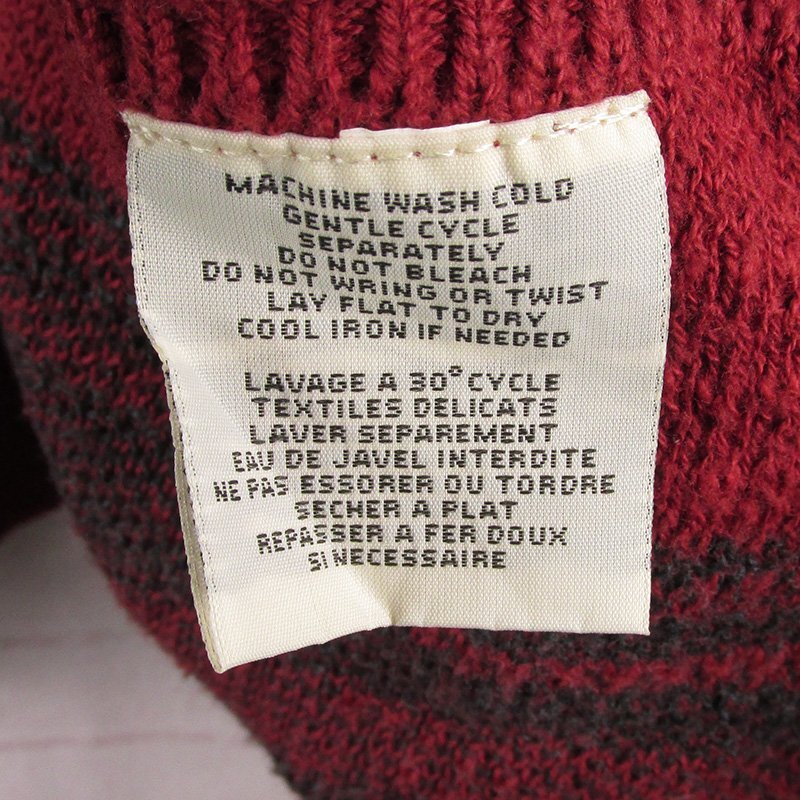 MACHINE WASH COLD
GENTLE CYCLE
SEPARATELY
DO NOT BLEACH
DO NOT WRING OR TWIST
LAY FLAT TO DRY
COOL IRON IF NEEDED
LAVAGE A 30° CYCLE
TEXTILES DELICATS
LAVER SEPAREMENT
EAU DE JAVEL INTERDITE
NE PAS ESSORER OU TORDRE
SECHER A PLAT
REPASSER A FER DOUX
SI NECESSAIRE